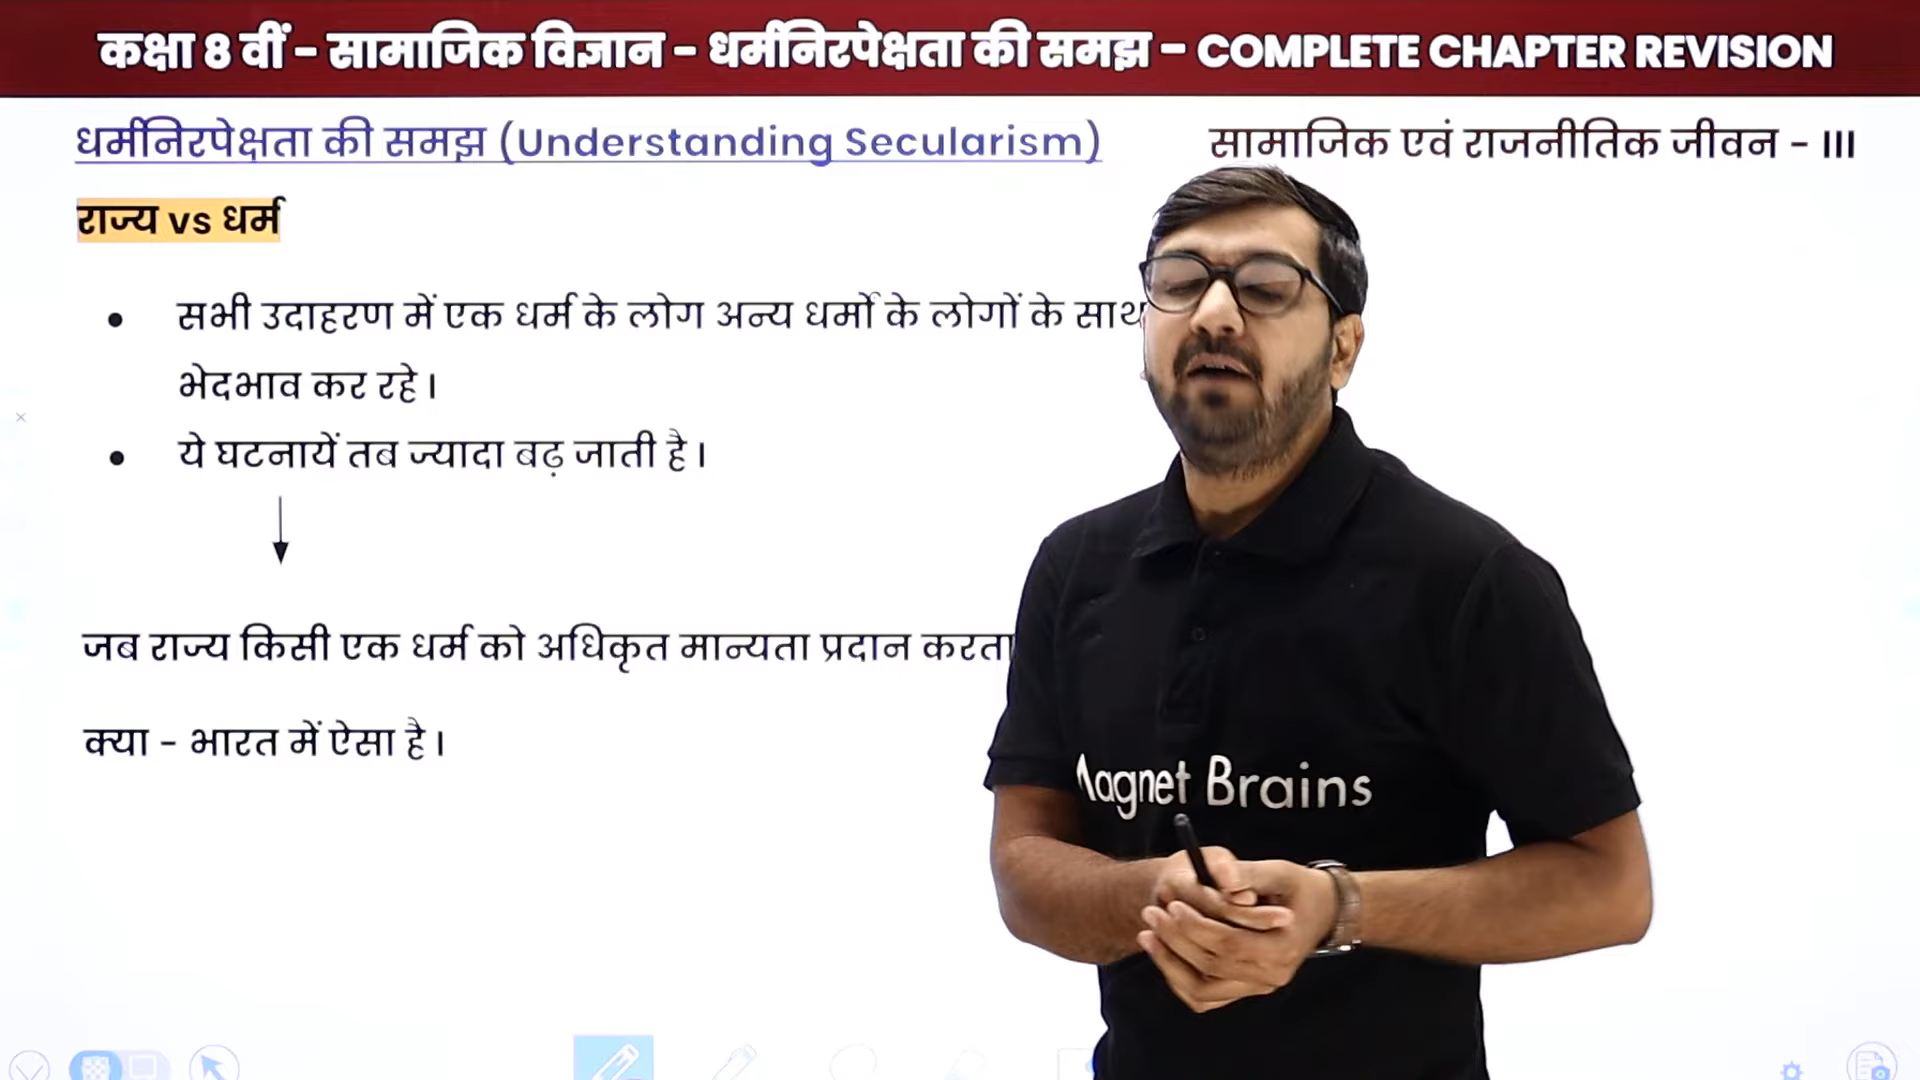 कक्षा 8 वीं - सामाजिक विज्ञान - धर्मनिरपेक्षता की समझ - COMPLETE CHAPTER REVISION
धर्मनिरपेक्षता की समझ (Understanding Secularism)
सामाजिक एवं राजनीतिक जीवन - III
राज्य vs धर्म
• सभी उदाहरण में एक धर्म के लोग अन्य धर्मों के लोगों के साथ
भेदभाव कर रहे।
• ये घटनायें तब ज्यादा बढ़ जाती है।
जब राज्य किसी एक धर्म को अधिकृत मान्यता प्रदान करता
क्या - भारत में ऐसा है।
Magnet Brains